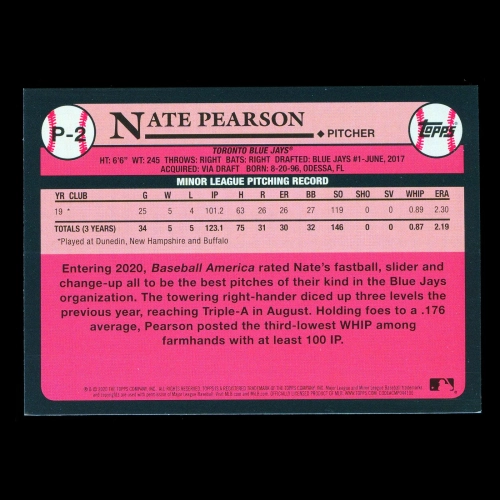 P-2
NATE PEARSON
PITCHER
Topps
TORONTO BLUE JAYS®
HT: 6'6" WT: 245 THROWS: RIGHT BATS: RIGHT DRAFTED: BLUE JAYS #1-JUNE, 2017
ACQUIRED: VIA DRAFT BORN: 8-20-96, ODESSA, FL
MINOR LEAGUE PITCHING RECORD
YR CLUB G W L IP H R ER BB SO SHO SV WHIP ERA
19 * 25 5 4 101.2 63 26 26 27 119 0 0 0.89 2.30
TOTALS (3 YEARS) 34 5 5 123.1 75 31 30 32 146 0 0 0.87 2.19
*Played at Dunedin, New Hampshire and Buffalo
Entering 2020, Baseball America rated Nate's fastball, slider and
change-up all to be the best pitches of their kind in the Blue Jays
organization. The towering right-hander diced up three levels the
previous year, reaching Triple-A in August. Holding foes to a .176
average, Pearson posted the third-lowest WHIP among
farmhands with at least 100 IP.